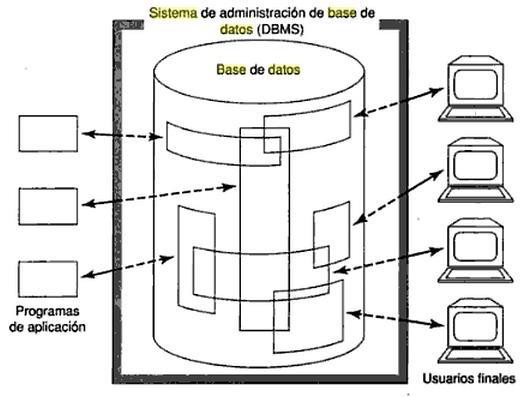 Sistema de administración de base de
datos (DBMS)
Base de datos
Programas
de aplicación
Usuarios finales